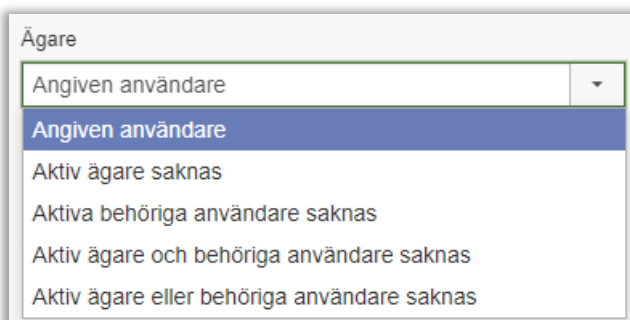 Ägare
Angiven användare
Angiven användare
Aktiv ägare saknas
Aktiva behöriga användare saknas
Aktiv ägare och behöriga användare saknas
Aktiv ägare eller behöriga användare saknas